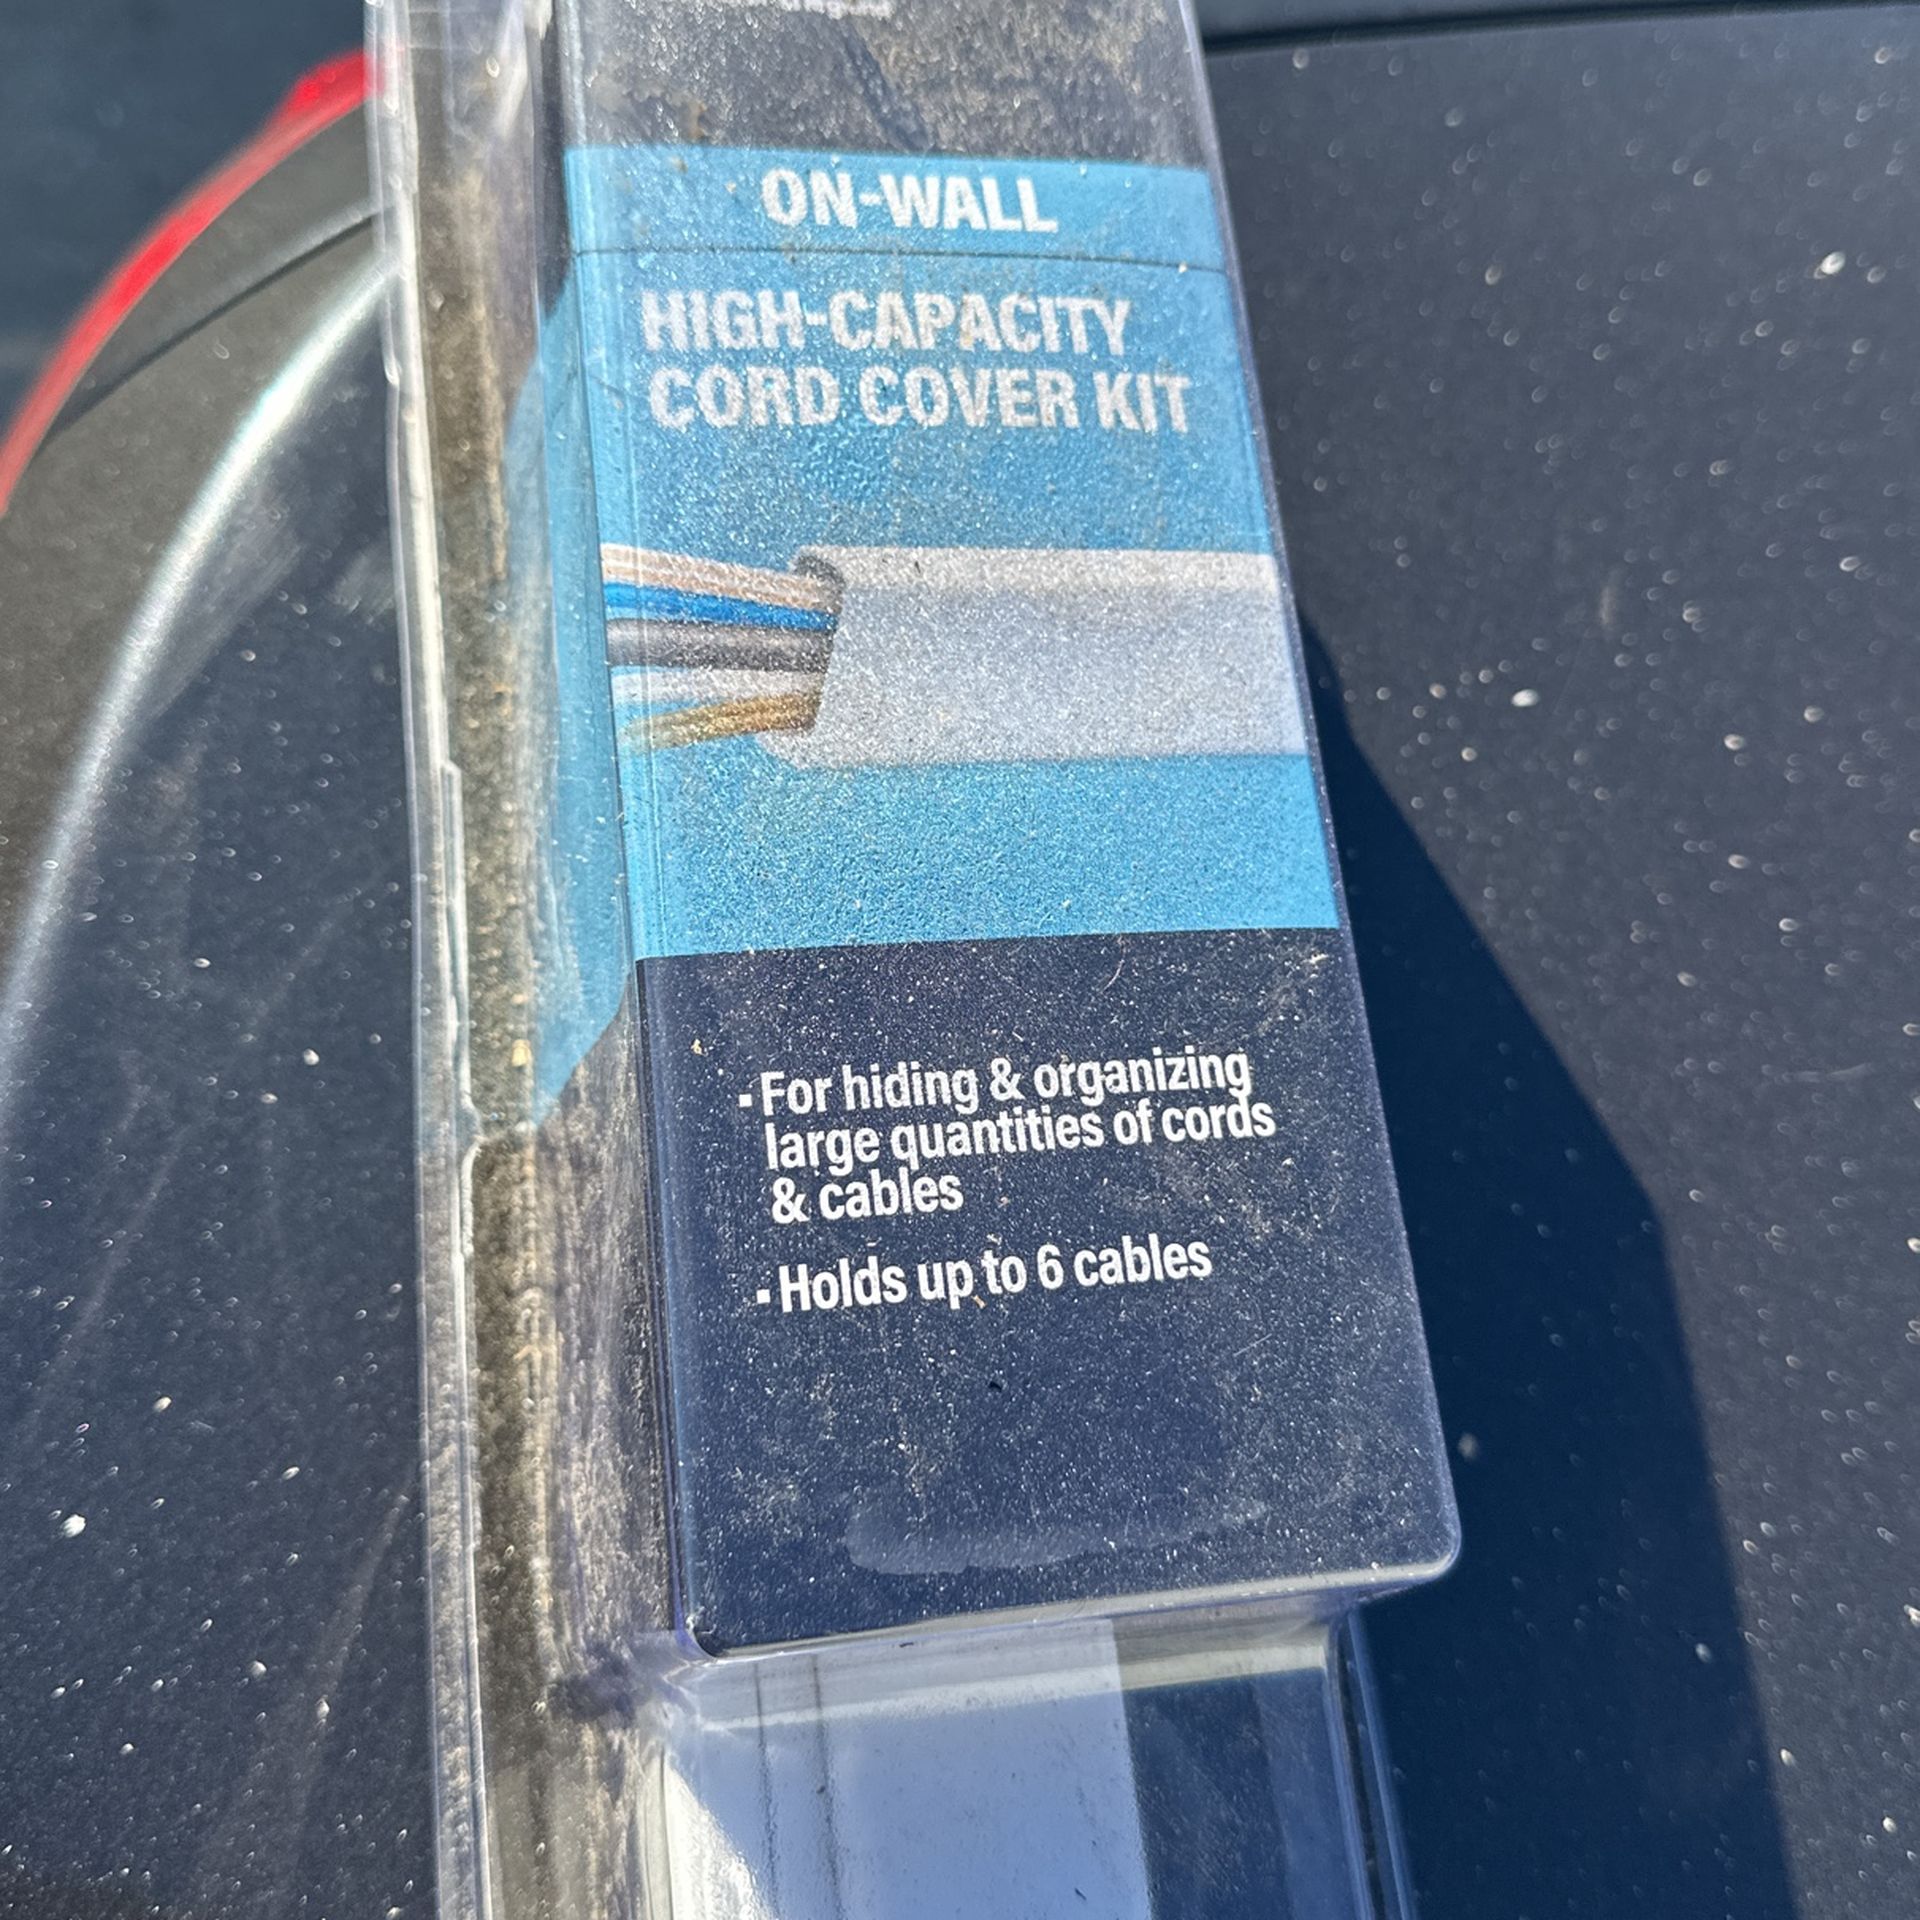 ON-WALL
HIGH-CAPACITY
CORD COVER KIT
▪ For hiding & organizing
large quantities of cords
& cables
▪ Holds up to 6 cables